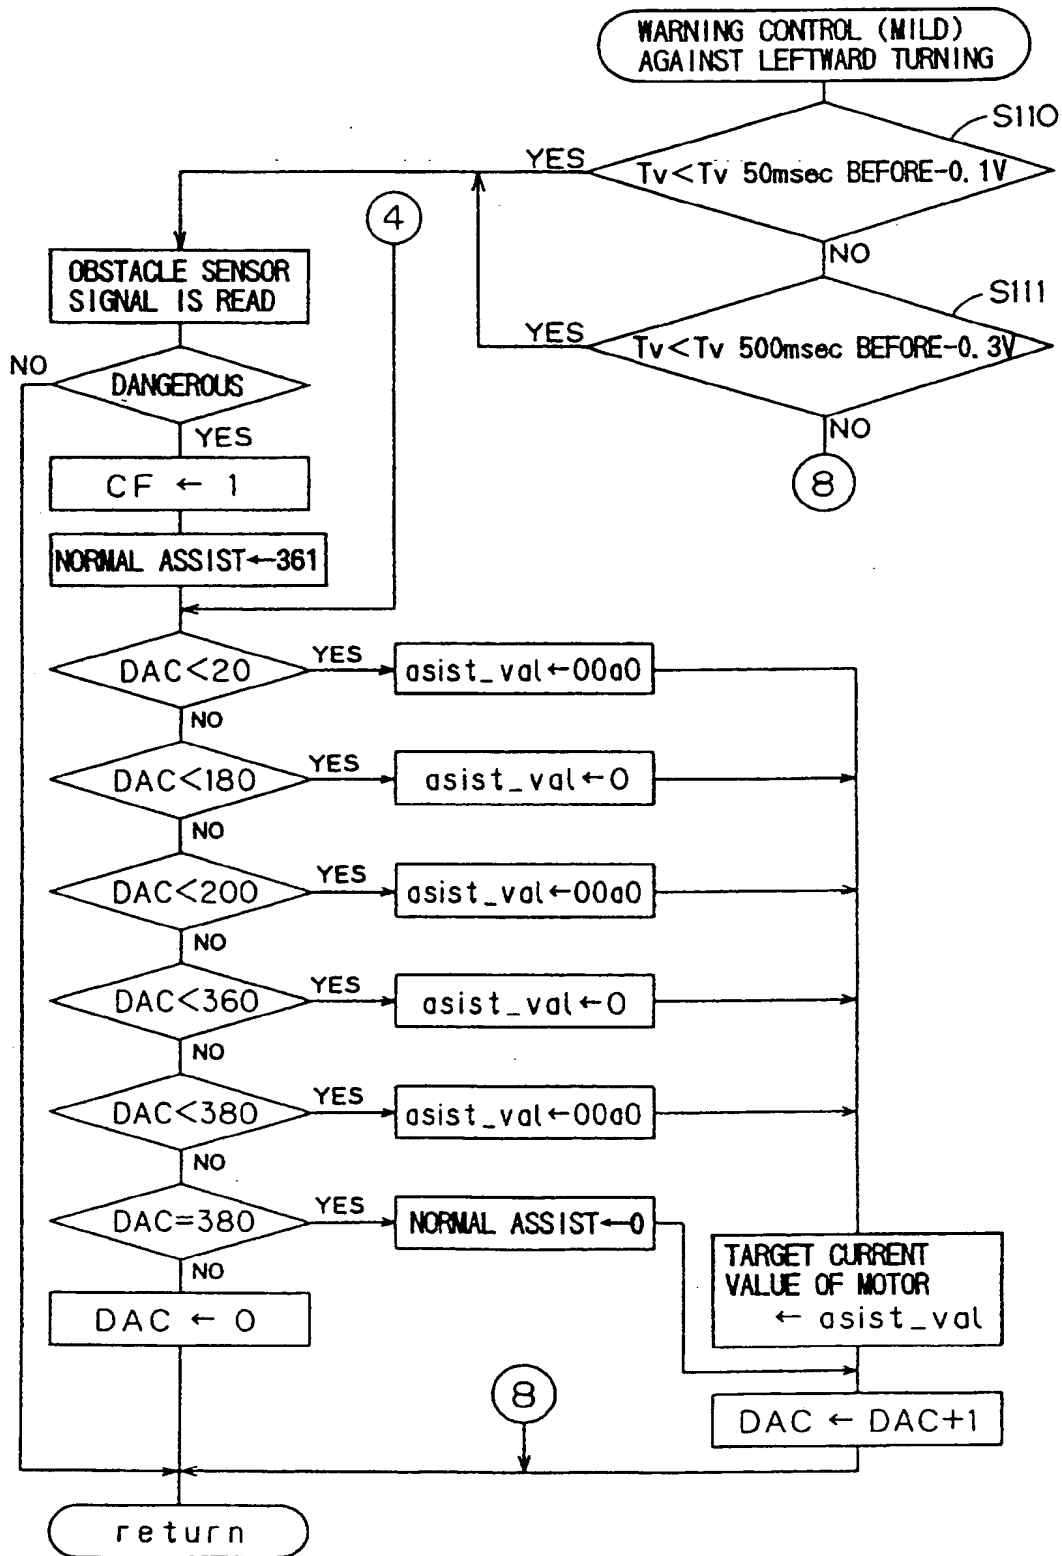 WARNING CONTROL (MILD)
AGAINST LEFTWARD TURNING
S110
YES
Tv<Tv 50msec BEFORE-0.1V
NO
4
S111
YES
Tv<Tv 500msec BEFORE-0.3V
NO
8
OBSTACLE SENSOR
SIGNAL IS READ
NO
DANGEROUS
YES
CF ← 1
NORMAL ASSIST←361
DAC<20
YES
asist_val←00a0
NO
DAC<180
YES
asist_val←0
NO
DAC<200
YES
asist_val←00a0
NO
DAC<360
YES
asist_val←0
NO
DAC<380
YES
asist_val←00a0
NO
DAC=380
YES
NORMAL ASSIST←0
NO
TARGET CURRENT
VALUE OF MOTOR
← asist_val
DAC ← 0
8
DAC ← DAC+1
return